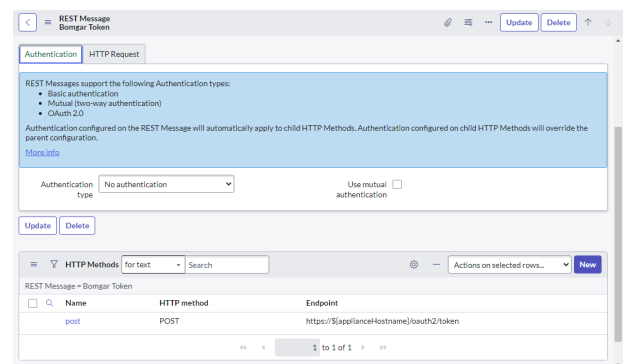 REST Message
Bomgar Token
Update
Delete
Authentication
HTTP Request
REST Messages support the following Authentication types:
Basic authentication
Mutual (two-way authentication)
OAuth 2.0
Authentication configured on the REST Message will automatically apply to child HTTP Methods. Authentication configured on child HTTP Methods will override the
parent configuration.
More info
Authentication type
No authentication
Use mutual authentication
Update
Delete
HTTP Methods
for text
Search
Actions on selected rows...
New
REST Message = Bomgar Token
Name HTTP method Endpoint
post POST https://${applianceHostname}/oauth2/token
1 to 1 of 1